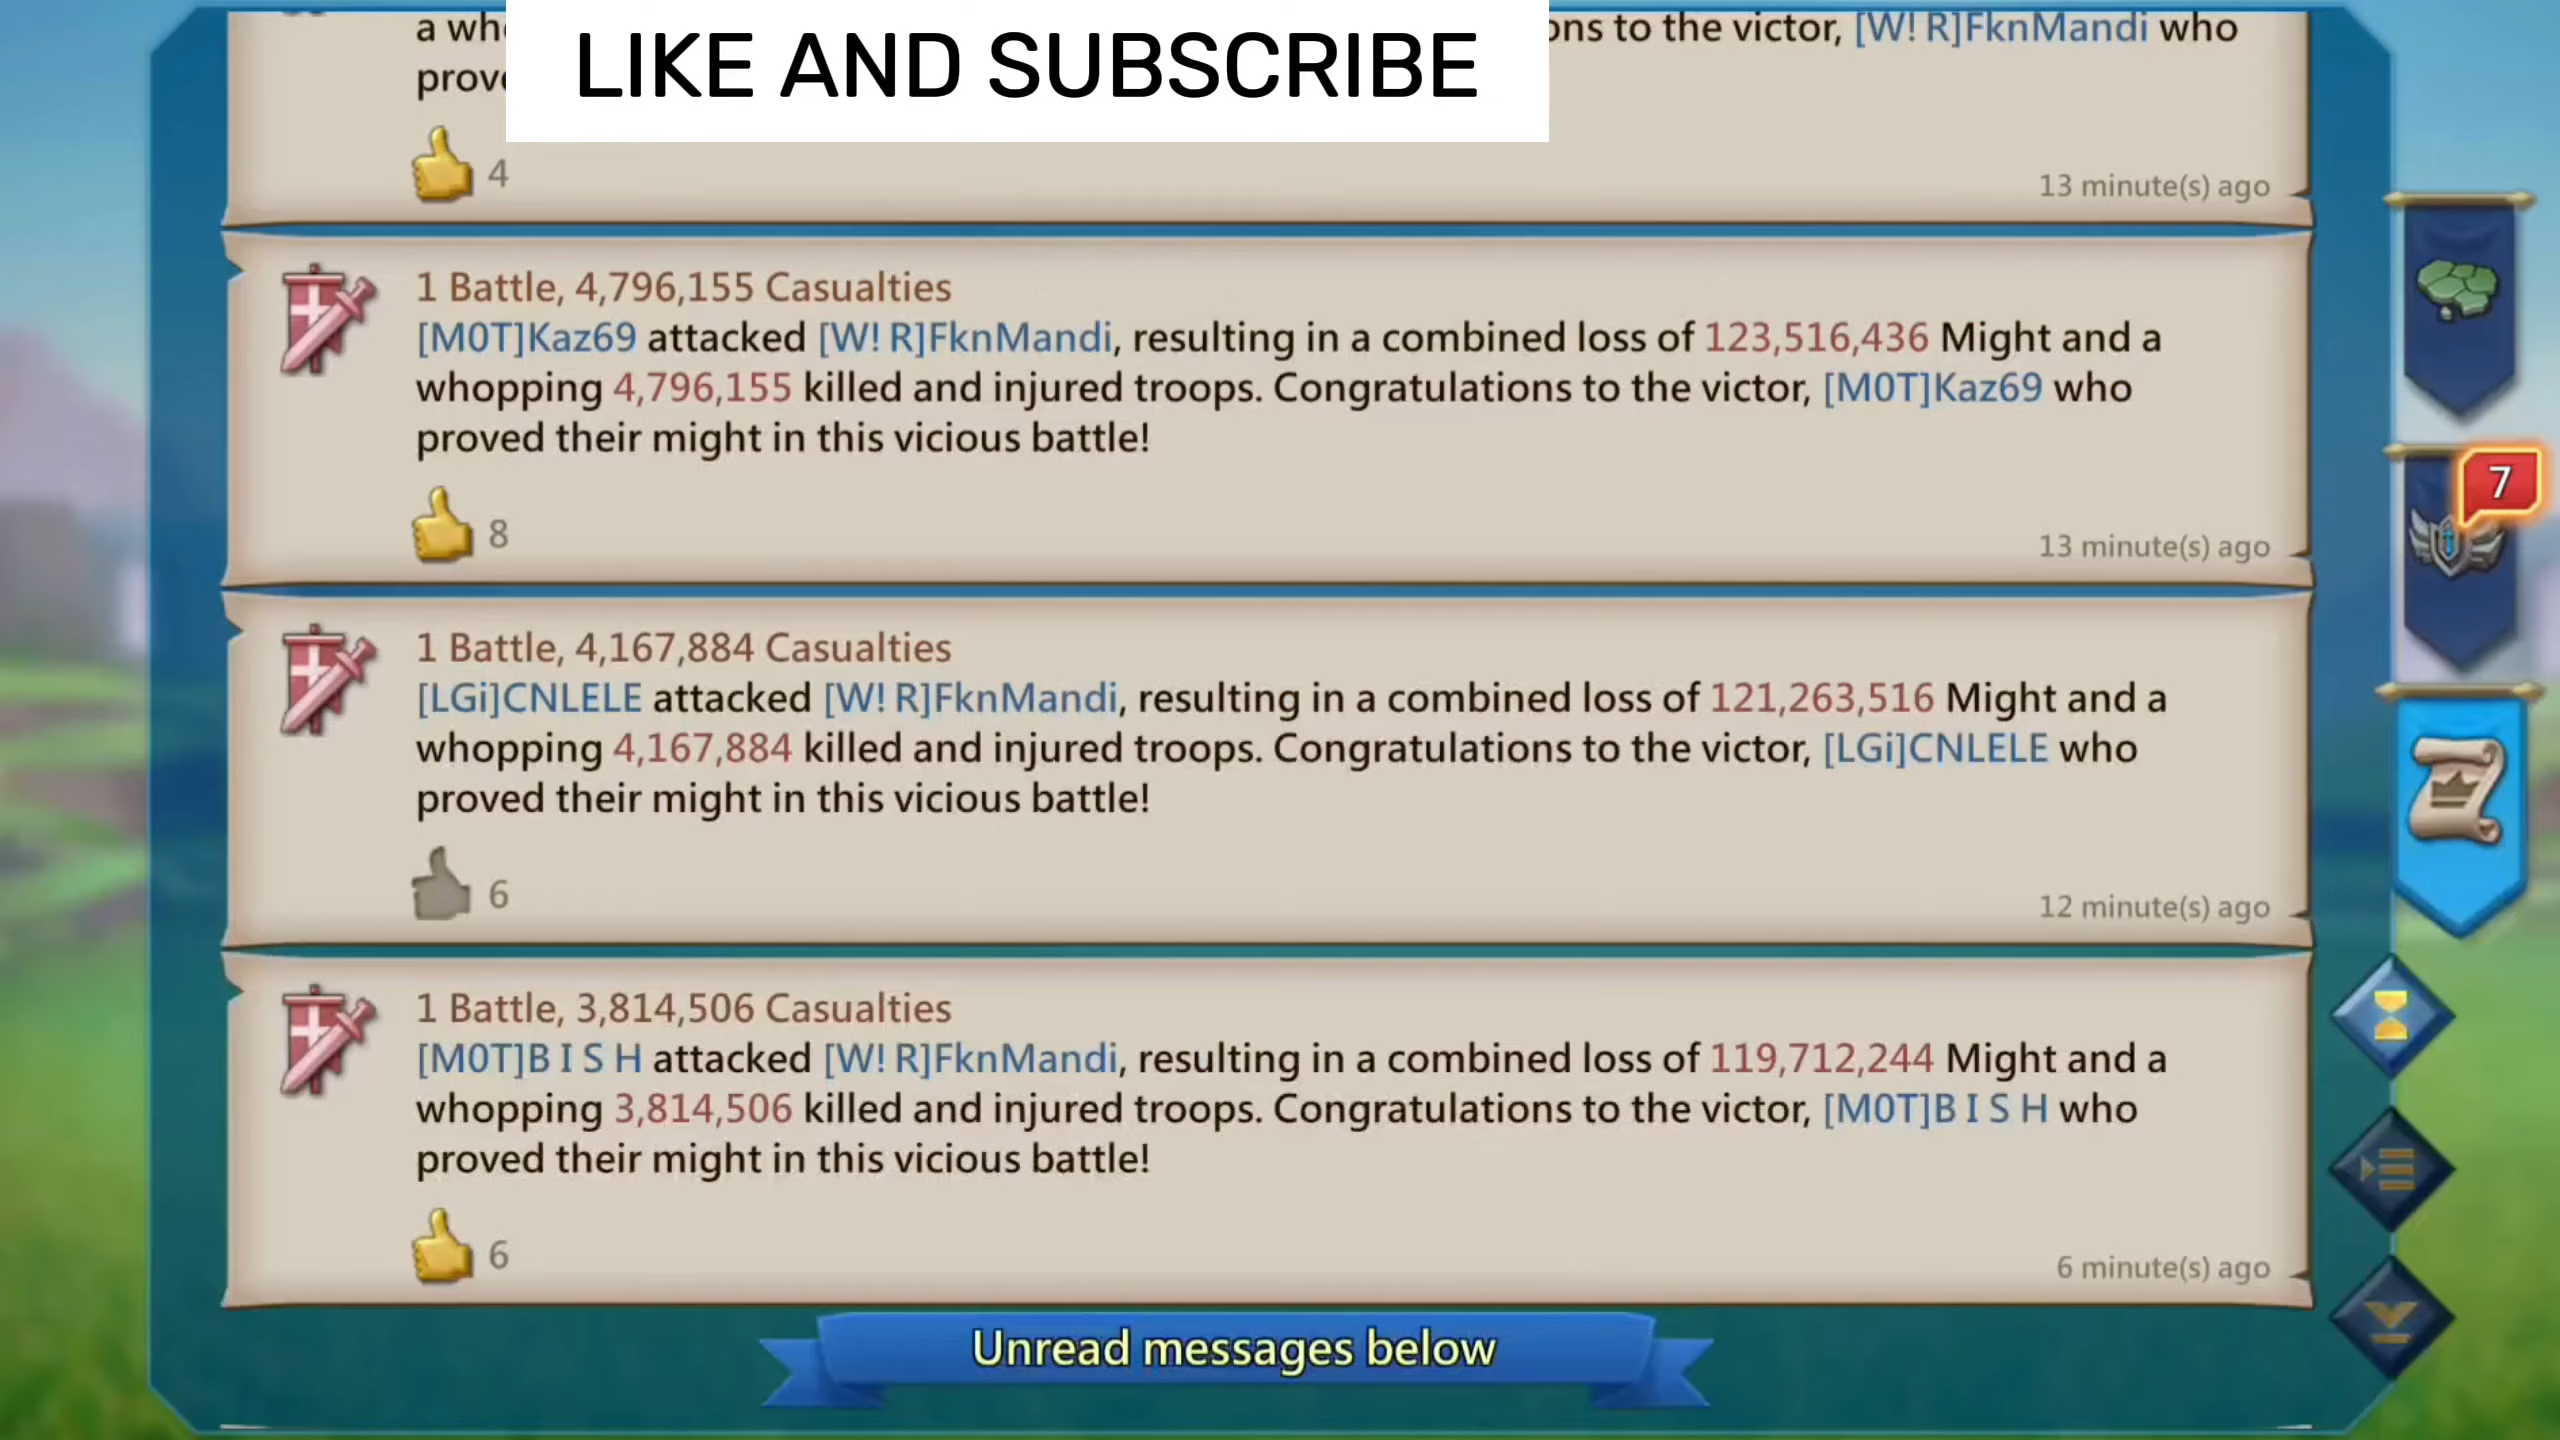 a wh
LIKE AND SUBSCRIBE
ons to the victor, [W! R]FknMandi who
prov
4
13 minute(s) ago
1 Battle, 4,796,155 Casualties
[M0T]Kaz69 attacked [W! R]FknMandi, resulting in a combined loss of 123,516,436 Might and a
whopping 4,796,155 killed and injured troops. Congratulations to the victor, [M0T]Kaz69 who
proved their might in this vicious battle!
8
13 minute(s) ago
7
1 Battle, 4,167,884 Casualties
[LGi]CNLELE attacked [W! R]FknMandi, resulting in a combined loss of 121,263,516 Might and a
whopping 4,167,884 killed and injured troops. Congratulations to the victor, [LGi]CNLELE who
proved their might in this vicious battle!
6
12 minute(s) ago
1 Battle, 3,814,506 Casualties
[M0T]B I S H attacked [W! R]FknMandi, resulting in a combined loss of 119,712,244 Might and a
whopping 3,814,506 killed and injured troops. Congratulations to the victor, [M0T]B I S H who
proved their might in this vicious battle!
6
6 minute(s) ago
Unread messages below